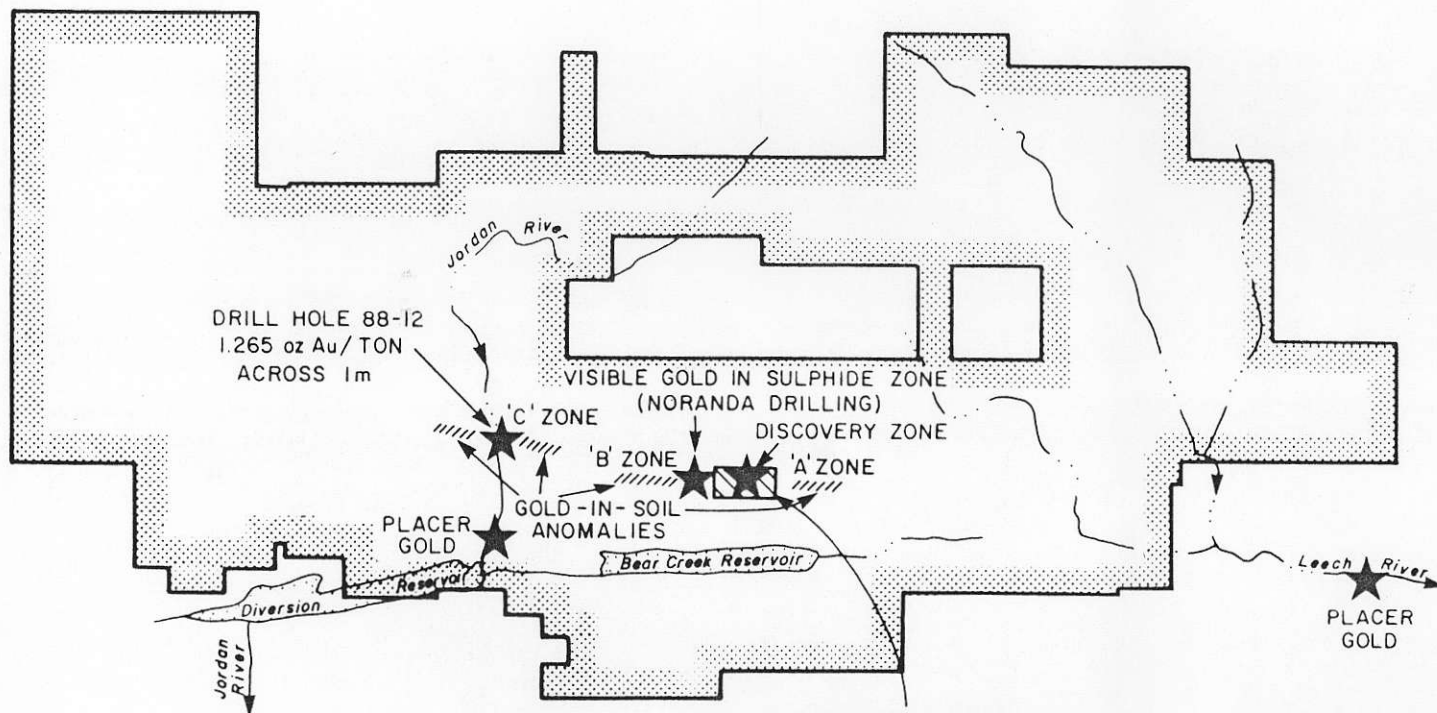 Jordan River
DRILL HOLE 88-12
1.265 oz Au/TON
ACROSS 1m
'C' ZONE
VISIBLE GOLD IN SULPHIDE ZONE
(NORANDA DRILLING)
DISCOVERY ZONE
'B' ZONE
'A' ZONE
GOLD-IN-SOIL
ANOMALIES
PLACER
GOLD
Bear Creek Reservoir
Diversion Reservoir
Jordan
River
Leech River
PLACER
GOLD